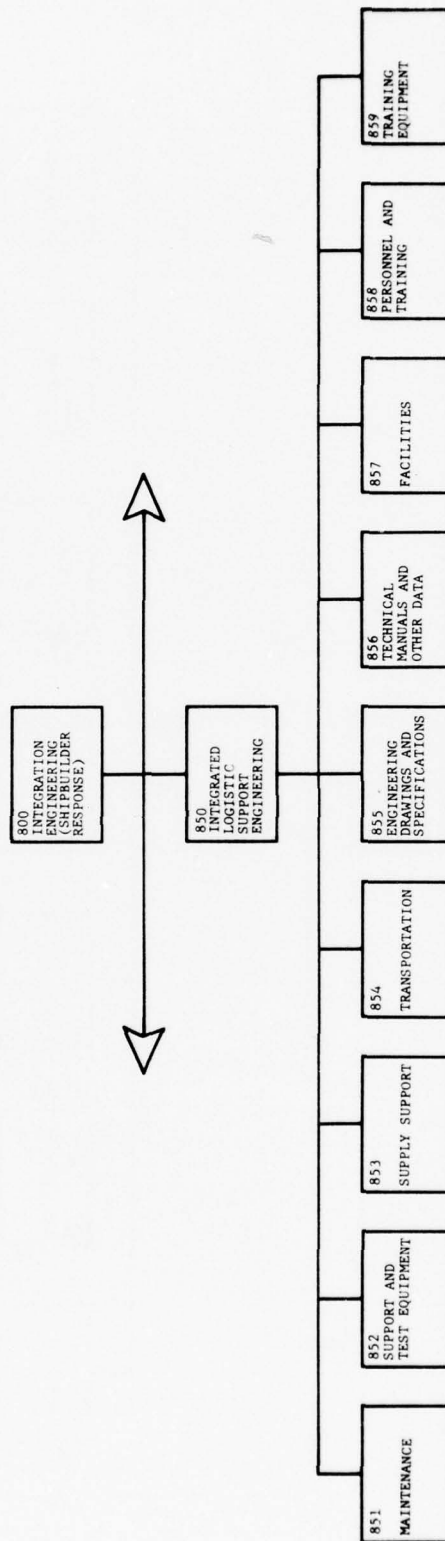 800
INTEGRATION
ENGINEERING
(SHIPBUILDER
RESPONSE)
850
INTEGRATED
LOGISTIC
SUPPORT
ENGINEERING
851
MAINTENANCE
852
SUPPORT AND
TEST EQUIPMENT
853
SUPPLY SUPPORT
854
TRANSPORTATION
855
ENGINEERING
DRAWINGS AND
SPECIFICATIONS
856
TECHNICAL
MANUALS AND
OTHER DATA
857
FACILITIES
858
PERSONNEL AND
TRAINING
859
TRAINING
EQUIPMENT